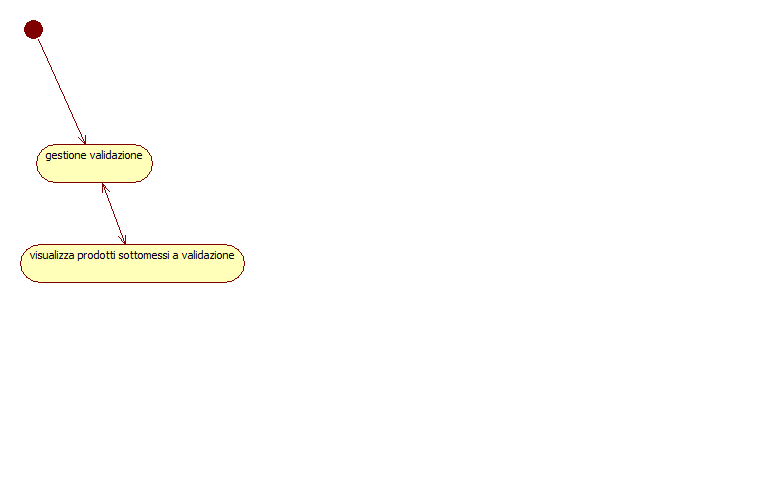 gestione validazione
visualizza prodotti sottomessi a validazione